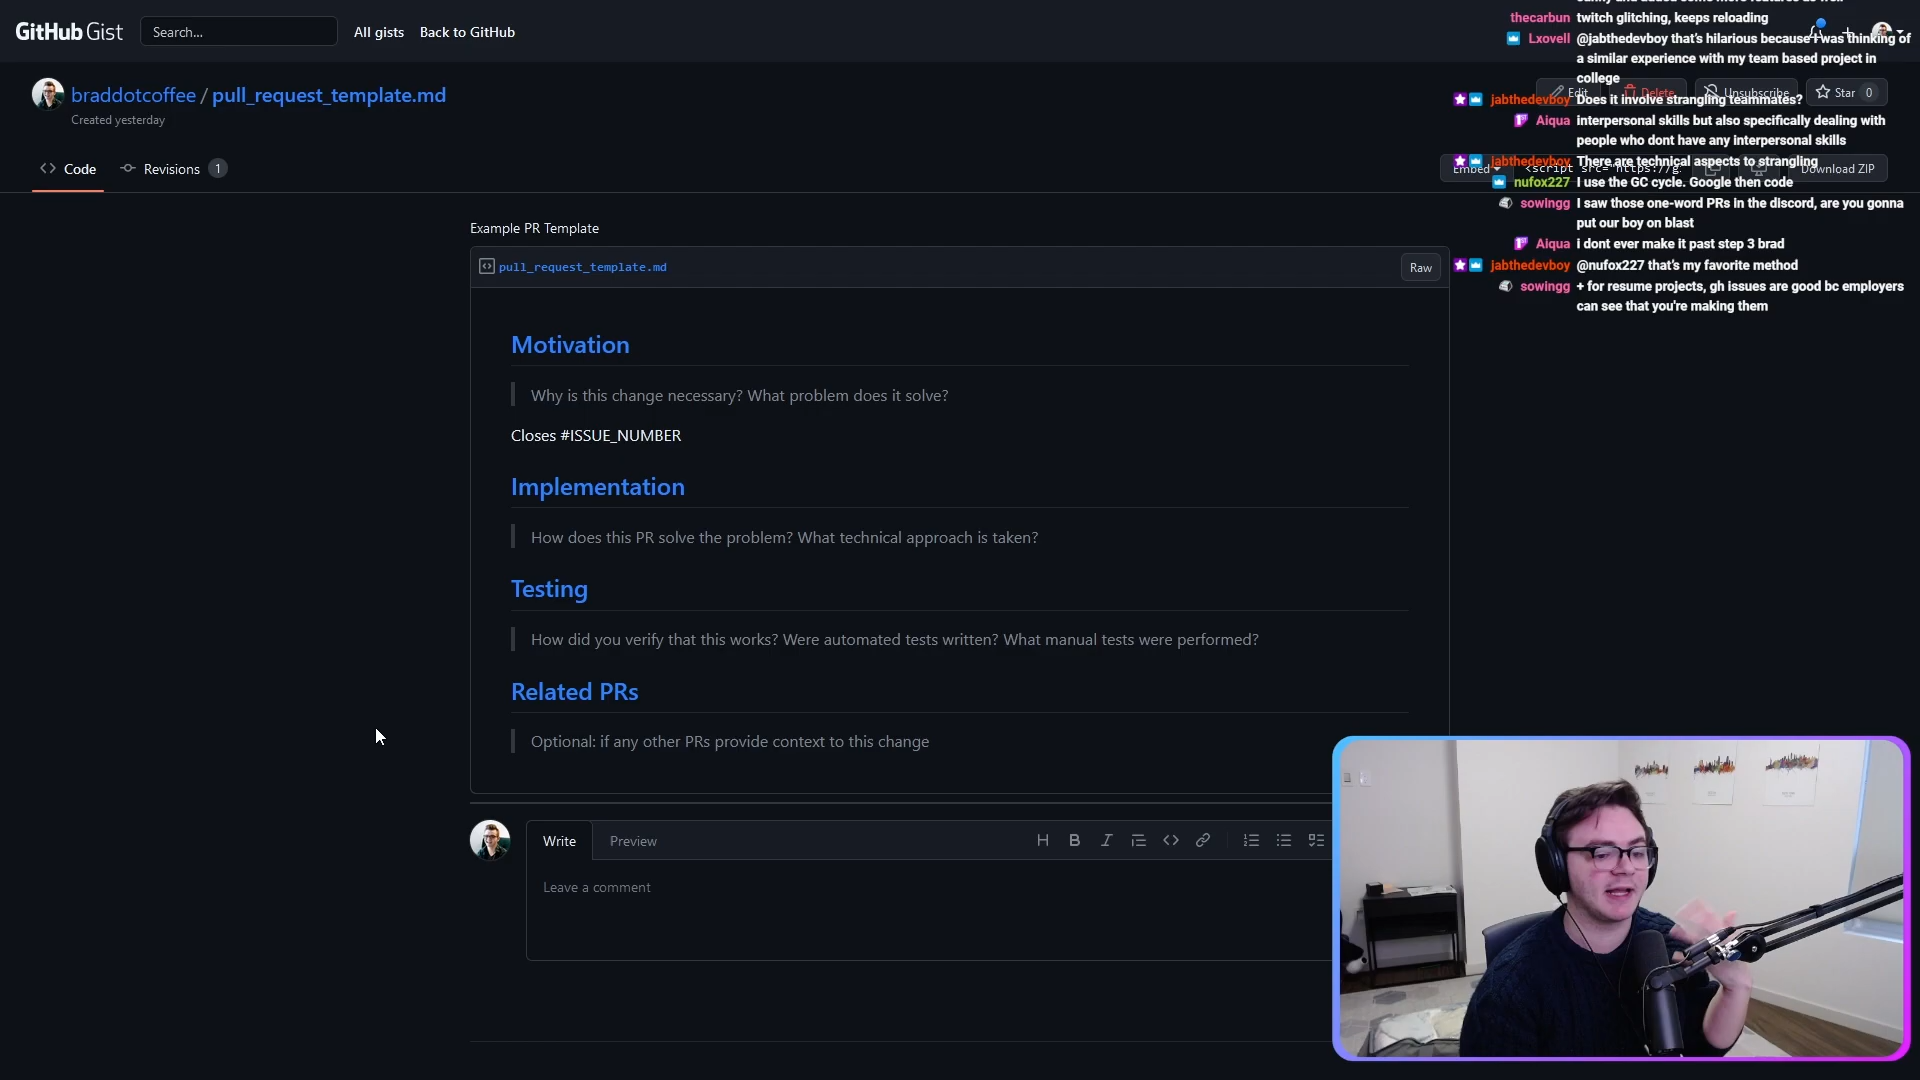 GitHub Gist
Search...
All gists
Back to GitHub
braddotcoffee / pull_request_template.md
Created yesterday
Edit
Delete
Unsubscribe
Star 0
Code
Revisions 1
Embed
<script src="https://g
Download ZIP
thecarbun twitch glitching, keeps reloading
Lxovell @jabthedevboy that's hilarious because I was thinking of
a similar experience with my team based project in
college
jabthedevboy Does it involve strangling teammates?
Aiqua interpersonal skills but also specifically dealing with
people who dont have any interpersonal skills
jabthedevboy There are technical aspects to strangling
nufox227 I use the GC cycle. Google then code
sowingg I saw those one-word PRs in the discord, are you gonna
put our boy on blast
Aiqua i dont ever make it past step 3 brad
jabthedevboy @nufox227 that's my favorite method
sowingg + for resume projects, gh issues are good bc employers
can see that you're making them
Example PR Template
pull_request_template.md
Raw
Motivation
Why is this change necessary? What problem does it solve?
Closes #ISSUE_NUMBER
Implementation
How does this PR solve the problem? What technical approach is taken?
Testing
How did you verify that this works? Were automated tests written? What manual tests were performed?
Related PRs
Optional: if any other PRs provide context to this change
Write
Preview
Leave a comment